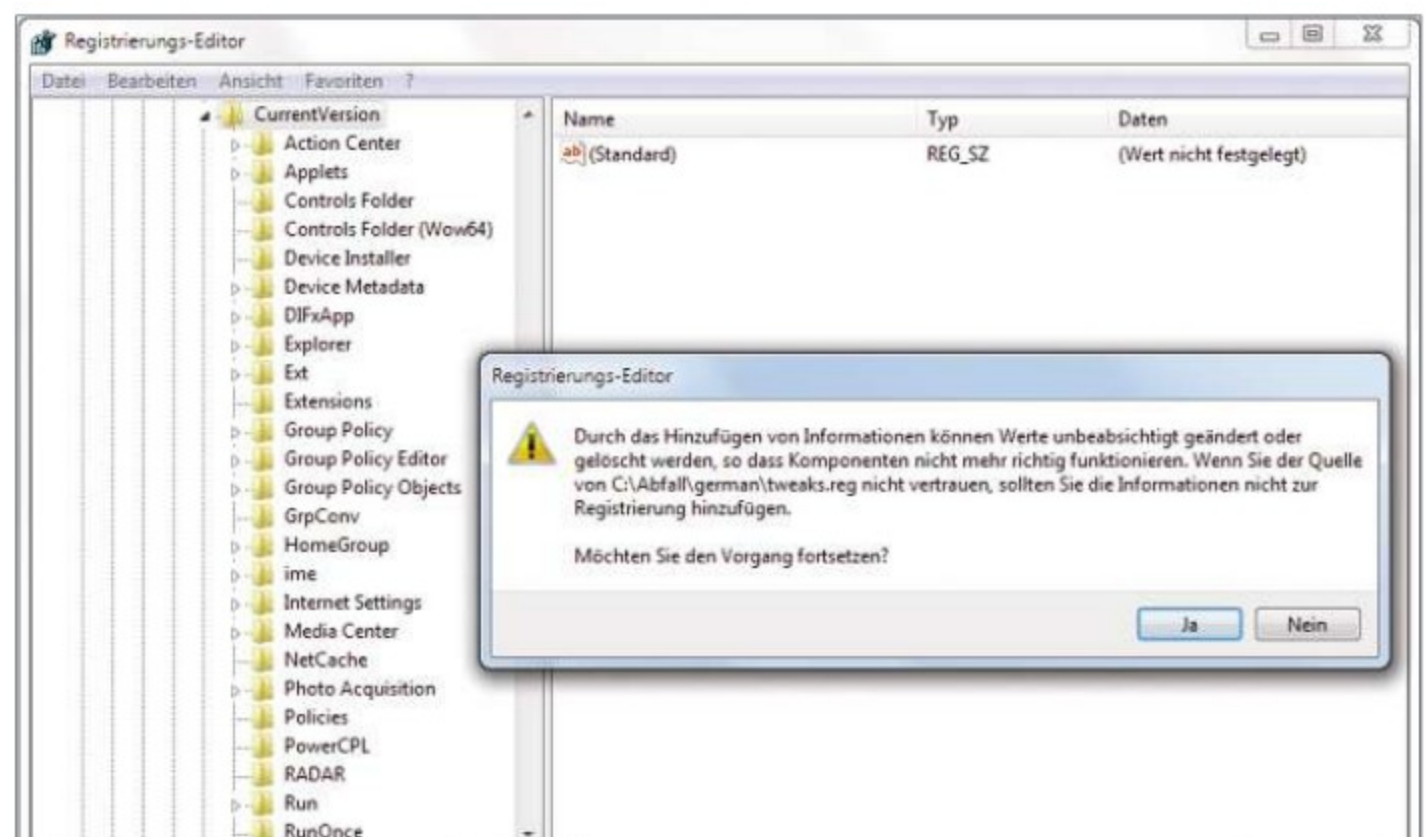 Registrierungs-Editor
Datei Bearbeiten Ansicht Favoriten ?
CurrentVersion
Action Center
Applets
Controls Folder
Controls Folder (Wow64)
Device Installer
Device Metadata
DIFxApp
Explorer
Ext
Extensions
Group Policy
Group Policy Editor
Group Policy Objects
GrpConv
HomeGroup
ime
Internet Settings
Media Center
NetCache
Photo Acquisition
Policies
PowerCPL
RADAR
Run
RunOnce
Name Typ Daten
ab (Standard) REG_SZ (Wert nicht festgelegt)
Registrierungs-Editor
Durch das Hinzufügen von Informationen können Werte unbeabsichtigt geändert oder
gelöscht werden, so dass Komponenten nicht mehr richtig funktionieren. Wenn Sie der Quelle
von C:\Abfall\german\tweaks.reg nicht vertrauen, sollten Sie die Informationen nicht zur
Registrierung hinzufügen.
Möchten Sie den Vorgang fortsetzen?
Ja Nein